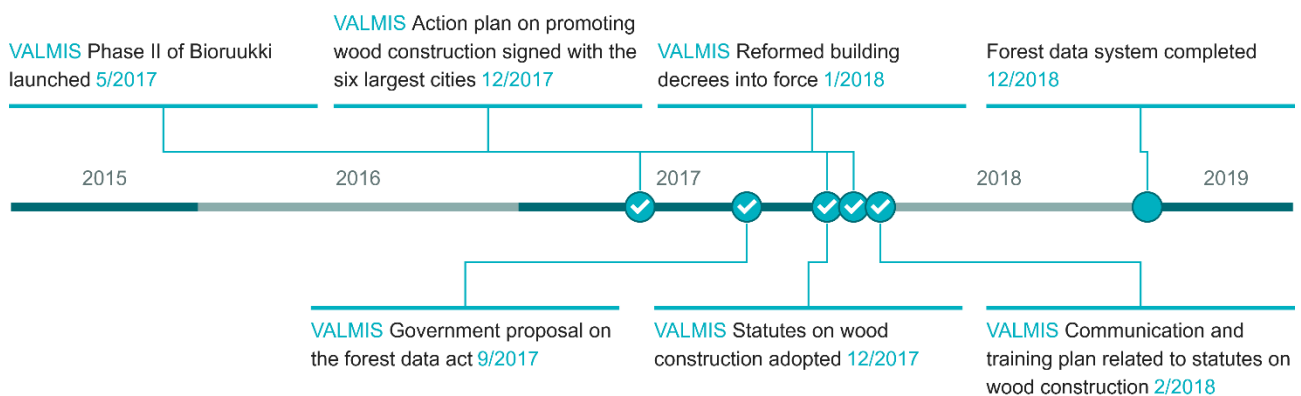 VALMIS Phase II of Bioruukki
launched 5/2017
VALMIS Action plan on promoting
wood construction signed with the
six largest cities 12/2017
VALMIS Reformed building
decrees into force 1/2018
Forest data system completed
12/2018
2015
2016
2017
2018
2019
VALMIS Government proposal on
the forest data act 9/2017
VALMIS Statutes on wood
construction adopted 12/2017
VALMIS Communication and
training plan related to statutes on
wood construction 2/2018